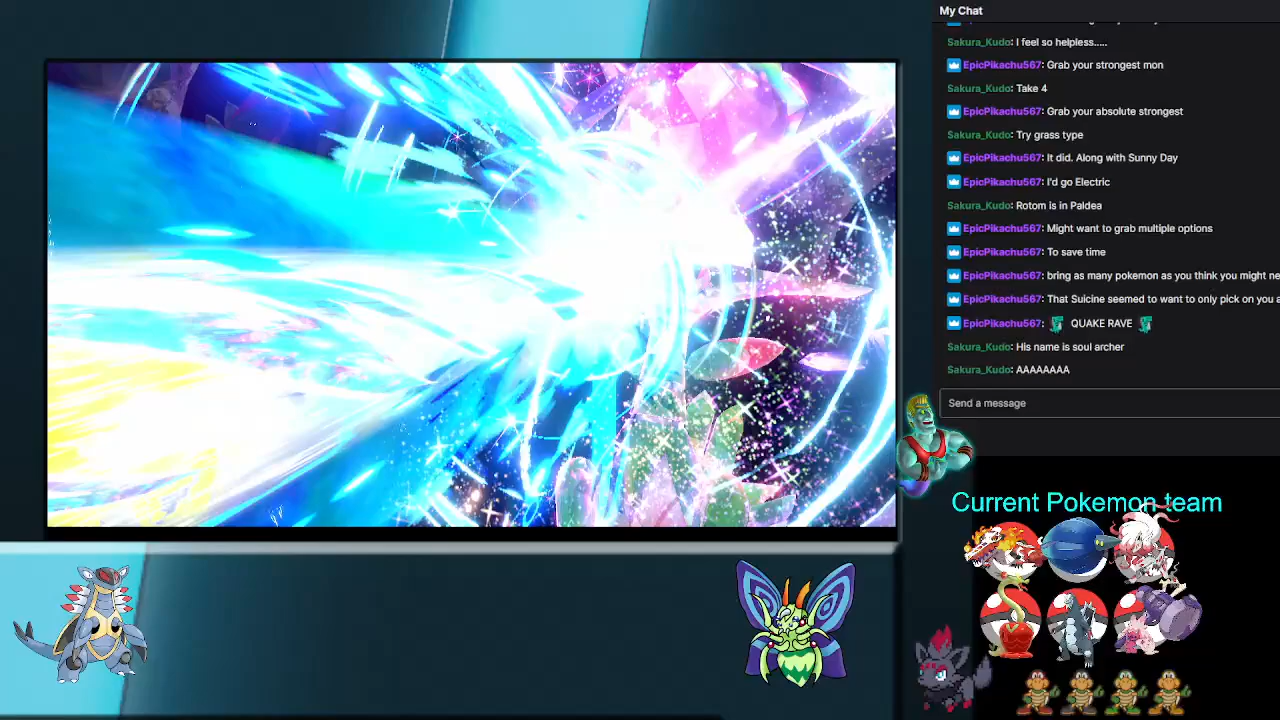 My Chat
Sakura_Kudo: I feel so helpless.....
EpicPikachu567: Grab your strongest mon
Sakura_Kudo: Take 4
EpicPikachu567: Grab your absolute strongest
Sakura_Kudo: Try grass type
EpicPikachu567: It did. Along with Sunny Day
EpicPikachu567: I'd go Electric
Sakura_Kudo: Rotom is in Paldea
EpicPikachu567: Might want to grab multiple options
EpicPikachu567: To save time
EpicPikachu567: bring as many pokemon as you think you might ne
EpicPikachu567: That Suicine seemed to want to only pick on you
EpicPikachu567: QUAKE RAVE
Sakura_Kudo: His name is soul archer
Sakura_Kudo: AAAAAAAA
Send a message
Current Pokemon team